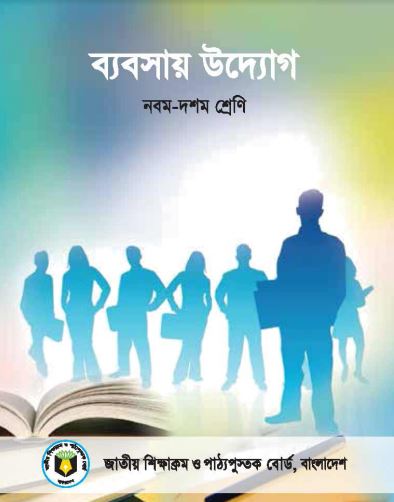 ব্যবসায় উদ্যোগ
নবম-দশম শ্রেণি
জাতীয় শিক্ষাক্রম ও পাঠ্যপুস্তক বোর্ড, বাংলাদেশ